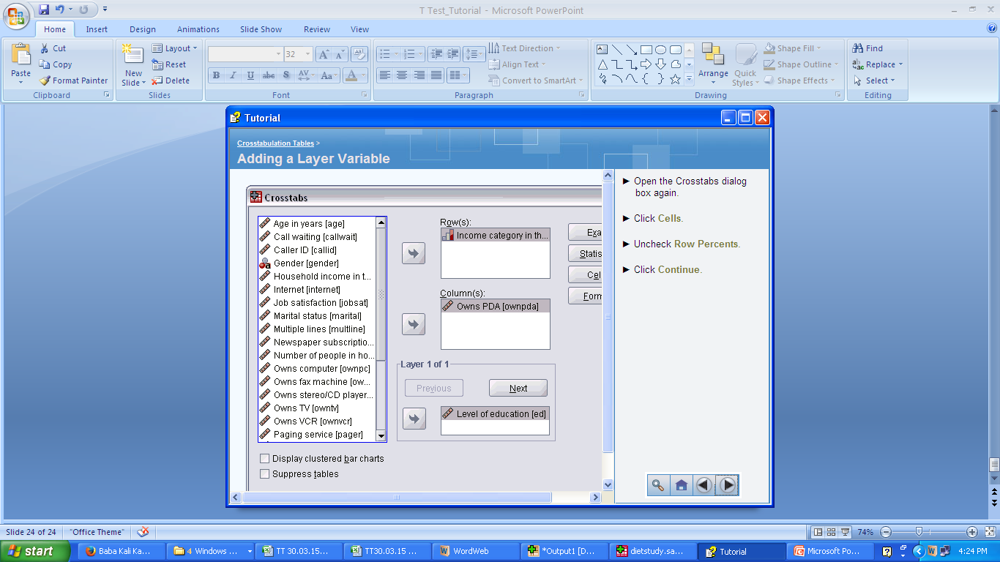 T Test_Tutorial - Microsoft PowerPoint
Home Insert Design Animations Slide Show Review View
Paste
Cut
Copy
Format Painter
Clipboard
New Slide
Layout
Reset
Delete
Slides
32
B I U abc S AV Aa A
Font
Text Direction
Align Text
Convert to SmartArt
Paragraph
Arrange
Quick Styles
Shape Fill
Shape Outline
Shape Effects
Drawing
Find
Replace
Select
Editing
Tutorial
Crosstabulation Tables >
Adding a Layer Variable
Crosstabs
Age in years [age]
Call waiting [callwait]
Caller ID [callid]
Gender [gender]
Household income in t...
Internet [internet]
Job satisfaction [jobsat]
Marital status [marital]
Multiple lines [multline]
Newspaper subscriptio...
Number of people in ho...
Owns computer [ownpc]
Owns fax machine [ow...
Owns stereo/CD player...
Owns TV [owntv]
Owns VCR [ownvcr]
Paging service [pager]
Row(s):
Income category in th...
Column(s):
Owns PDA [ownpda]
Layer 1 of 1
Previous
Next
Level of education [ed]
Exa
Statis
Cel
Form
Display clustered bar charts
Suppress tables
► Open the Crosstabs dialog
box again.
► Click Cells.
► Uncheck Row Percents.
► Click Continue.
Slide 24 of 24
"Office Theme"
74%
start
Baba Kali Ka...
4 Windows ...
TT 30.03.15...
TT30.03.15 ...
WordWeb
*Output1 [D...
dietstudy.sa...
Tutorial
Microsoft Po...
4:24 PM